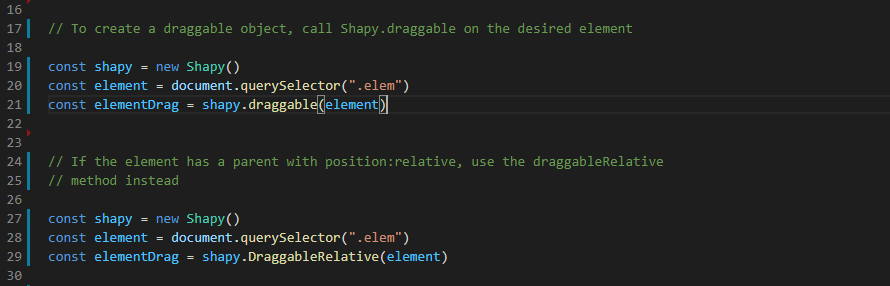 16
17 // To create a draggable object, call Shapy.draggable on the desired element
18
19 const shapy = new Shapy()
20 const element = document.querySelector(".elem")
21 const elementDrag = shapy.draggable(element)
22
23
24 // If the element has a parent with position:relative, use the draggableRelative
25 // method instead
26
27 const shapy = new Shapy()
28 const element = document.querySelector(".elem")
29 const elementDrag = shapy.DraggableRelative(element)
30